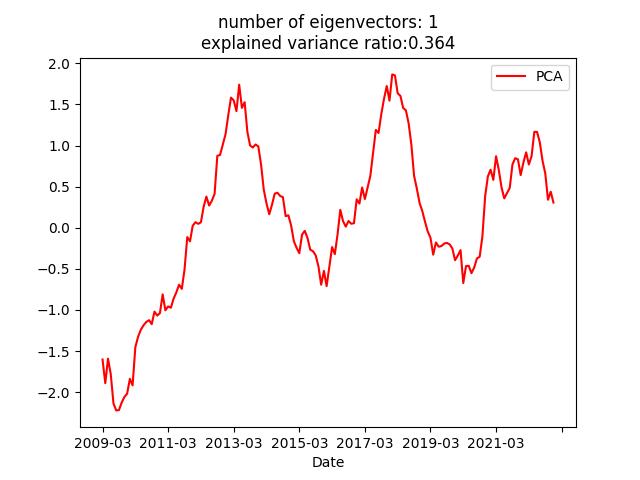 number of eigenvectors: 1
explained variance ratio:0.364
PCA
2.0
1.5
1.0
0.5
0.0
−0.5
−1.0
−1.5
−2.0
2009-03 2011-03 2013-03 2015-03 2017-03 2019-03 2021-03
Date